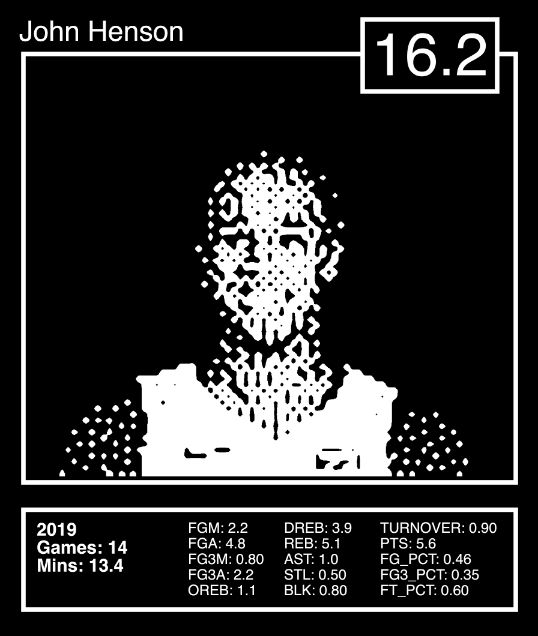 John Henson
16.2
2019
Games: 14
Mins: 13.4
FGM: 2.2
FGA: 4.8
FG3M: 0.80
FG3A: 2.2
OREB: 1.1
DREB: 3.9
REB: 5.1
AST: 1.0
STL: 0.50
BLK: 0.80
TURNOVER: 0.90
PTS: 5.6
FG_PCT: 0.46
FG3_PCT: 0.35
FT_PCT: 0.60